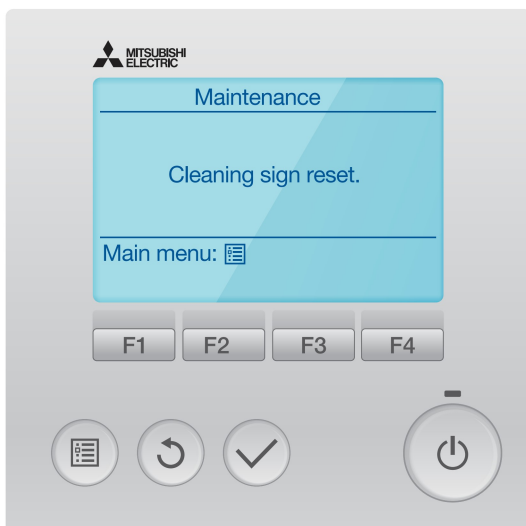 MITSUBISHI
ELECTRIC
Maintenance
Cleaning sign reset.
Main menu:
F1 F2 F3 F4